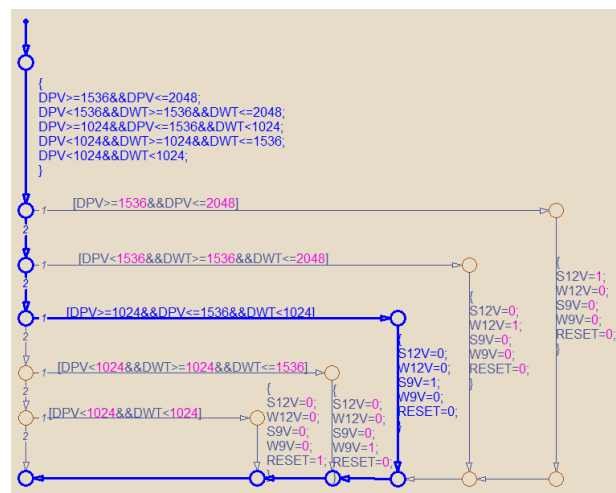 {
DPV>=1536&&DPV<=2048;
DPV<1536&&DWT>=1536&&DWT<=2048;
DPV>=1024&&DPV<=1536&&DWT<1024;
DPV<1024&&DWT>=1024&&DWT<=1536;
DPV<1024&&DWT<1024;
}
1
[DPV>=1536&&DPV<=2048]
2
1
[DPV<1536&&DWT>=1536&&DWT<=2048]
2
{
S12V=1;
W12V=0;
S9V=0;
W9V=0;
RESET=0;
}
1
[DPV>=1024&&DPV<=1536&&DWT<1024]
2
{
S12V=0;
W12V=1;
S9V=0;
W9V=0;
RESET=0;
}
{
S12V=0;
W12V=0;
S9V=1;
W9V=0;
RESET=0;
}
1
[DPV<1024&&DWT>=1024&&DWT<=1536]
2
{
S12V=0;
W12V=0;
S9V=0;
W9V=1;
RESET=0;
}
1
[DPV<1024&&DWT<1024]
2
{
S12V=0;
W12V=0;
S9V=0;
W9V=0;
RESET=1;
}